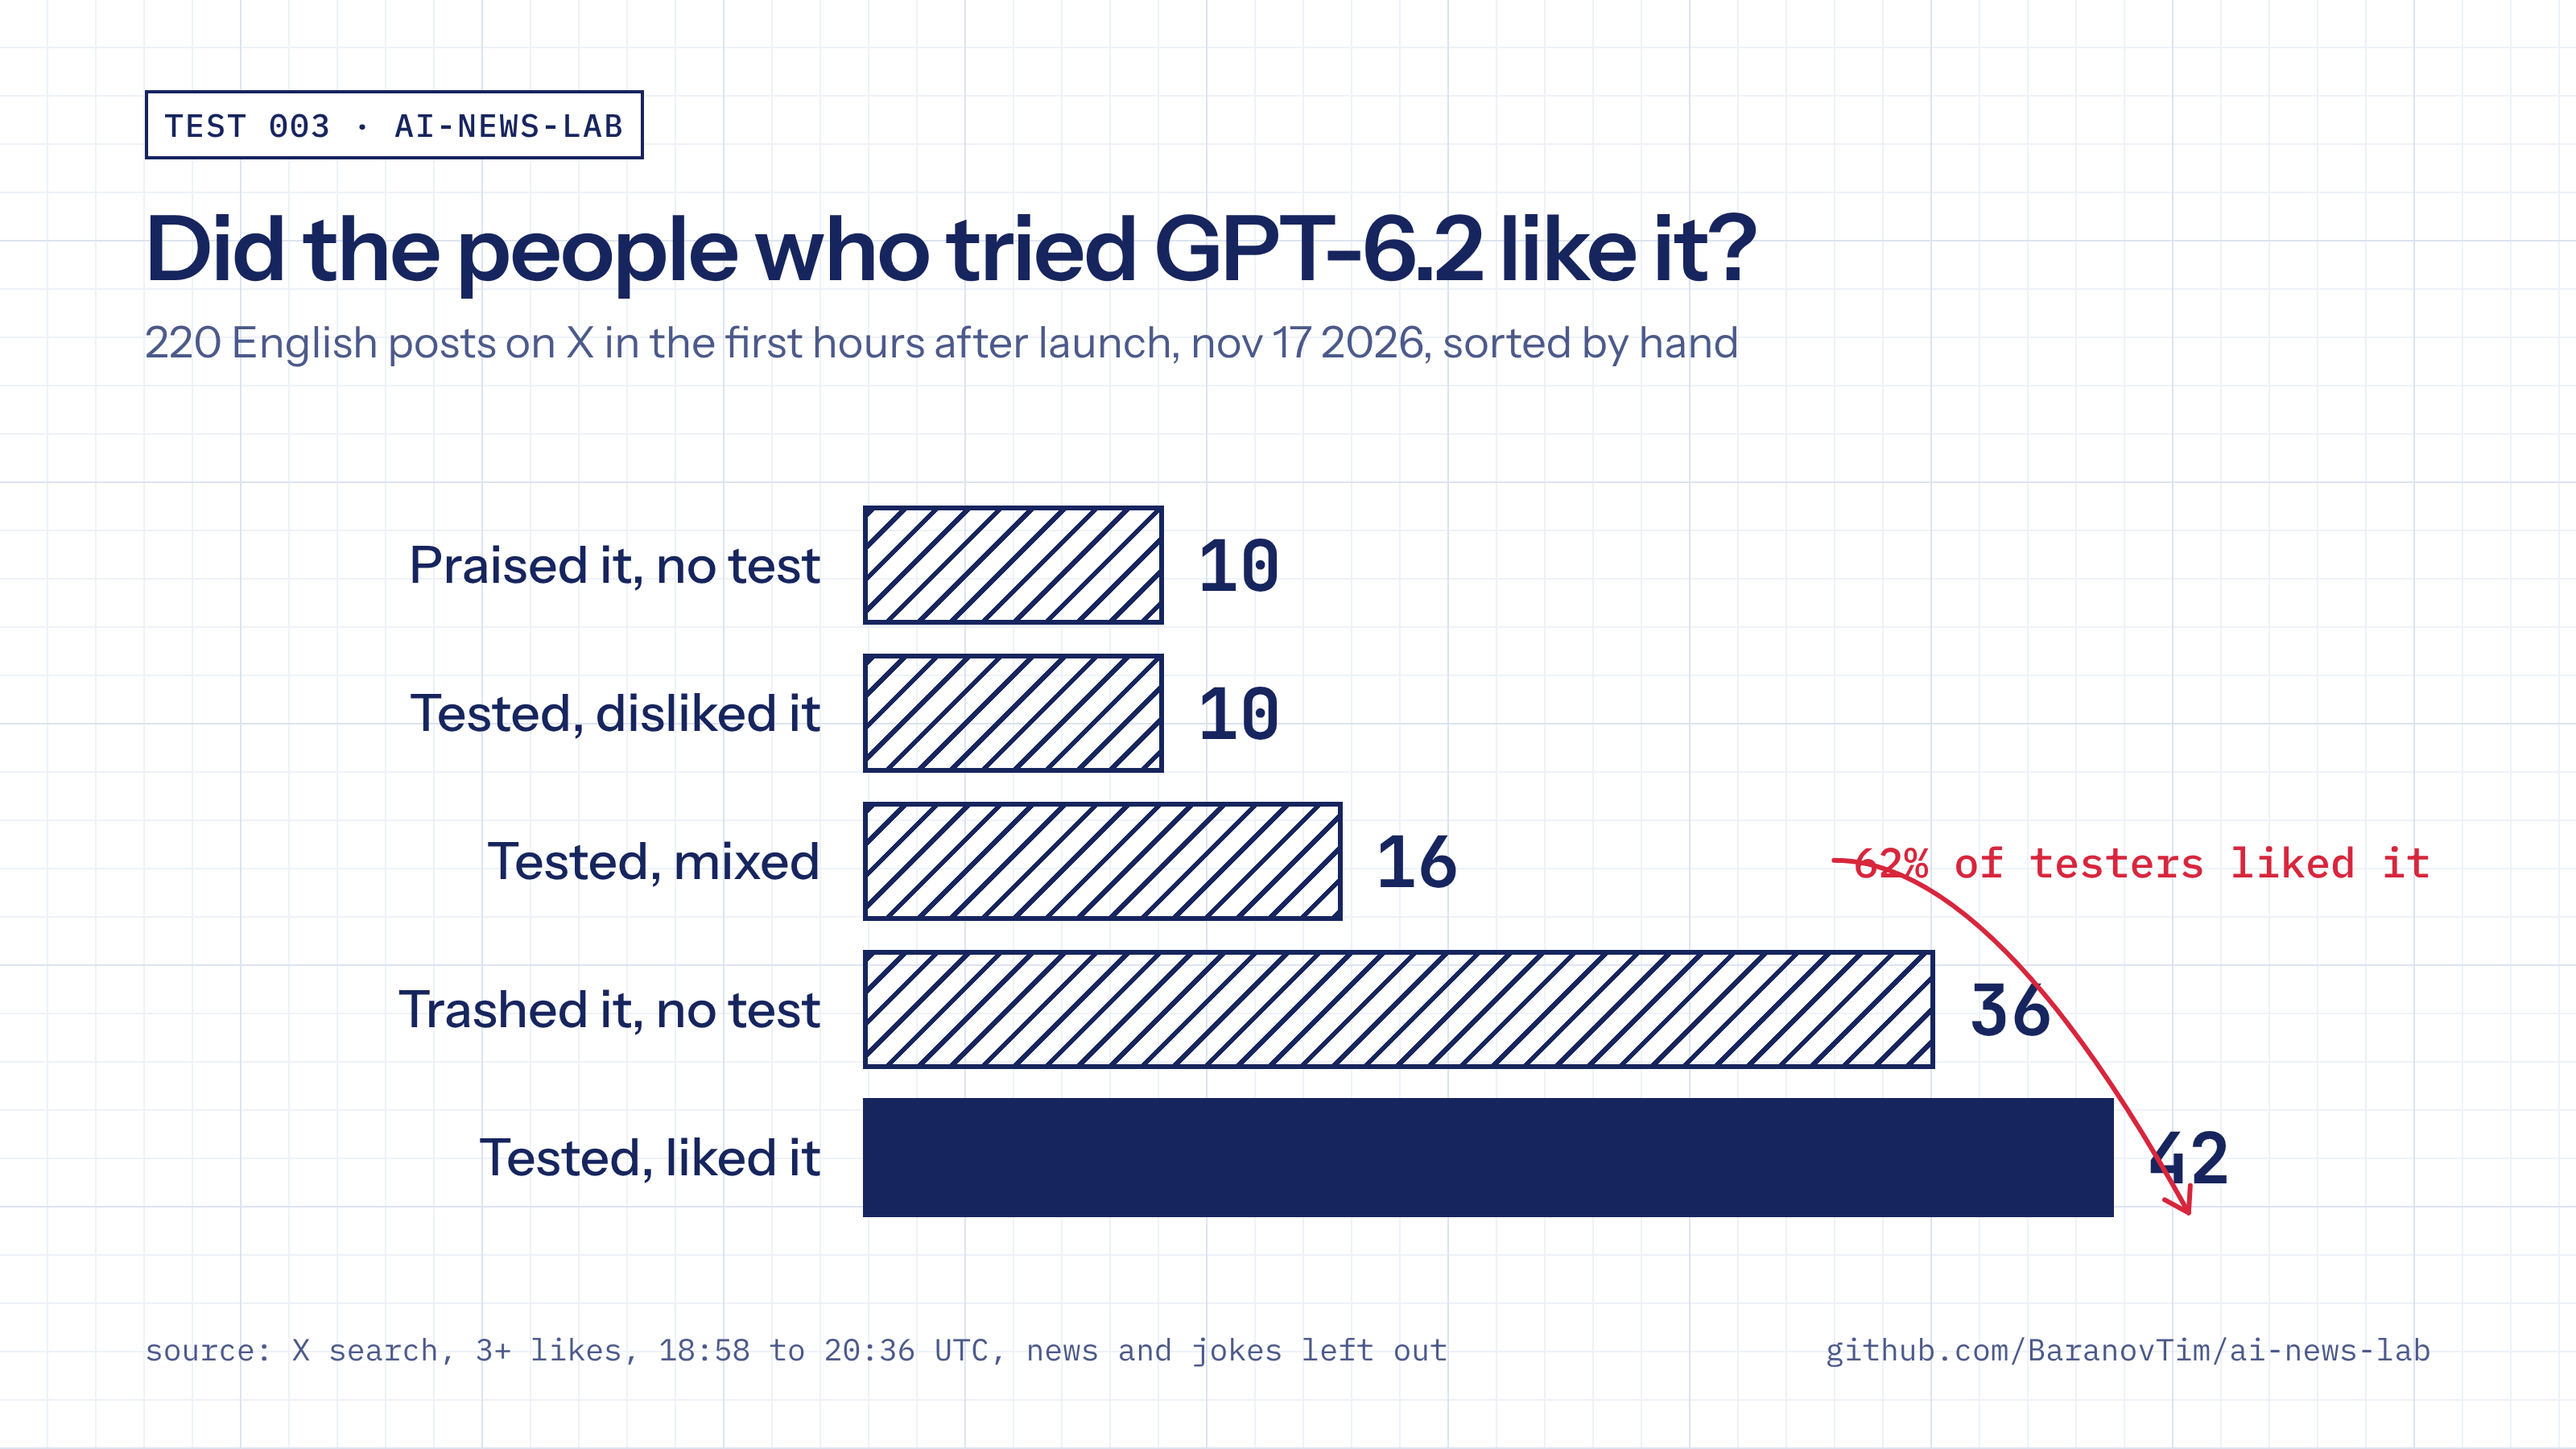 TEST 003 · AI-NEWS-LAB
Did the people who tried GPT-6.2 like it?
220 English posts on X in the first hours after launch, nov 17 2026, sorted by hand
Praised it, no test 10
Tested, disliked it 10
Tested, mixed 16
62% of testers liked it
Trashed it, no test 36
Tested, liked it 42
source: X search, 3+ likes, 18:58 to 20:36 UTC, news and jokes left out
github.com/BaranovTim/ai-news-lab